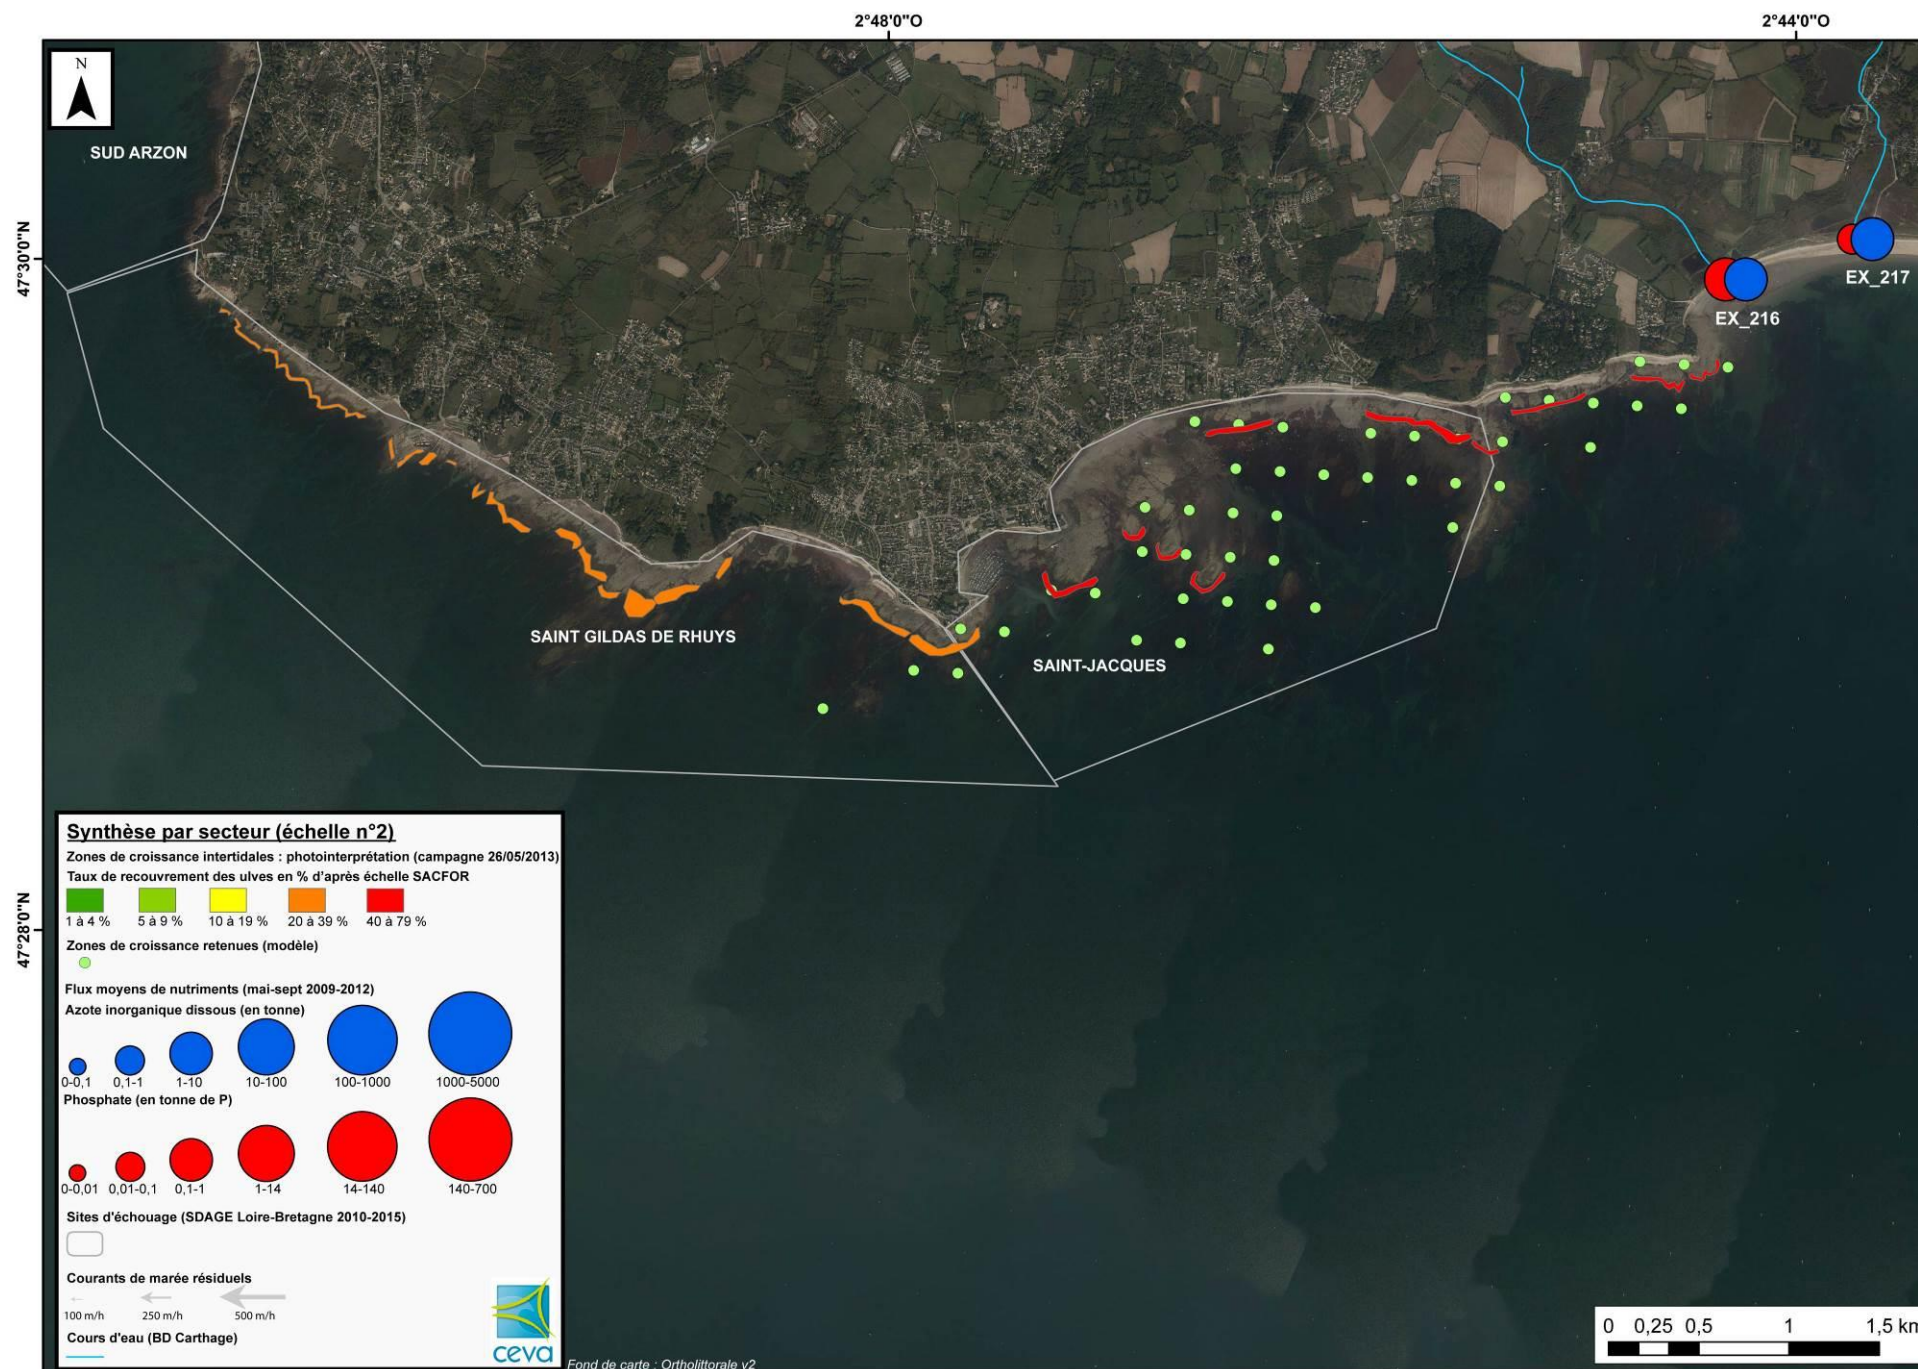 2°48'0"O
2°44'0"O
N
SUD ARZON
47°30'0"N
EX_217
EX_216
SAINT GILDAS DE RHUYS
SAINT-JACQUES
47°28'0"N
Synthèse par secteur (échelle n°2)
Zones de croissance intertidales : photointerprétation (campagne 26/05/2013)
Taux de recouvrement des ulves en % d'après échelle SACFOR
1 à 4 % 5 à 9 % 10 à 19 % 20 à 39 % 40 à 79 %
Zones de croissance retenues (modèle)
Flux moyens de nutriments (mai-sept 2009-2012)
Azote inorganique dissous (en tonne)
0-0,1 0,1-1 1-10 10-100 100-1000 1000-5000
Phosphate (en tonne de P)
0-0,01 0,01-0,1 0,1-1 1-14 14-140 140-700
Sites d'échouage (SDAGE Loire-Bretagne 2010-2015)
Courants de marée résiduels
100 m/h 250 m/h 500 m/h
Cours d'eau (BD Carthage)
ceva
Fond de carte : Ortholittorale v2
0 0,25 0,5 1 1,5 km